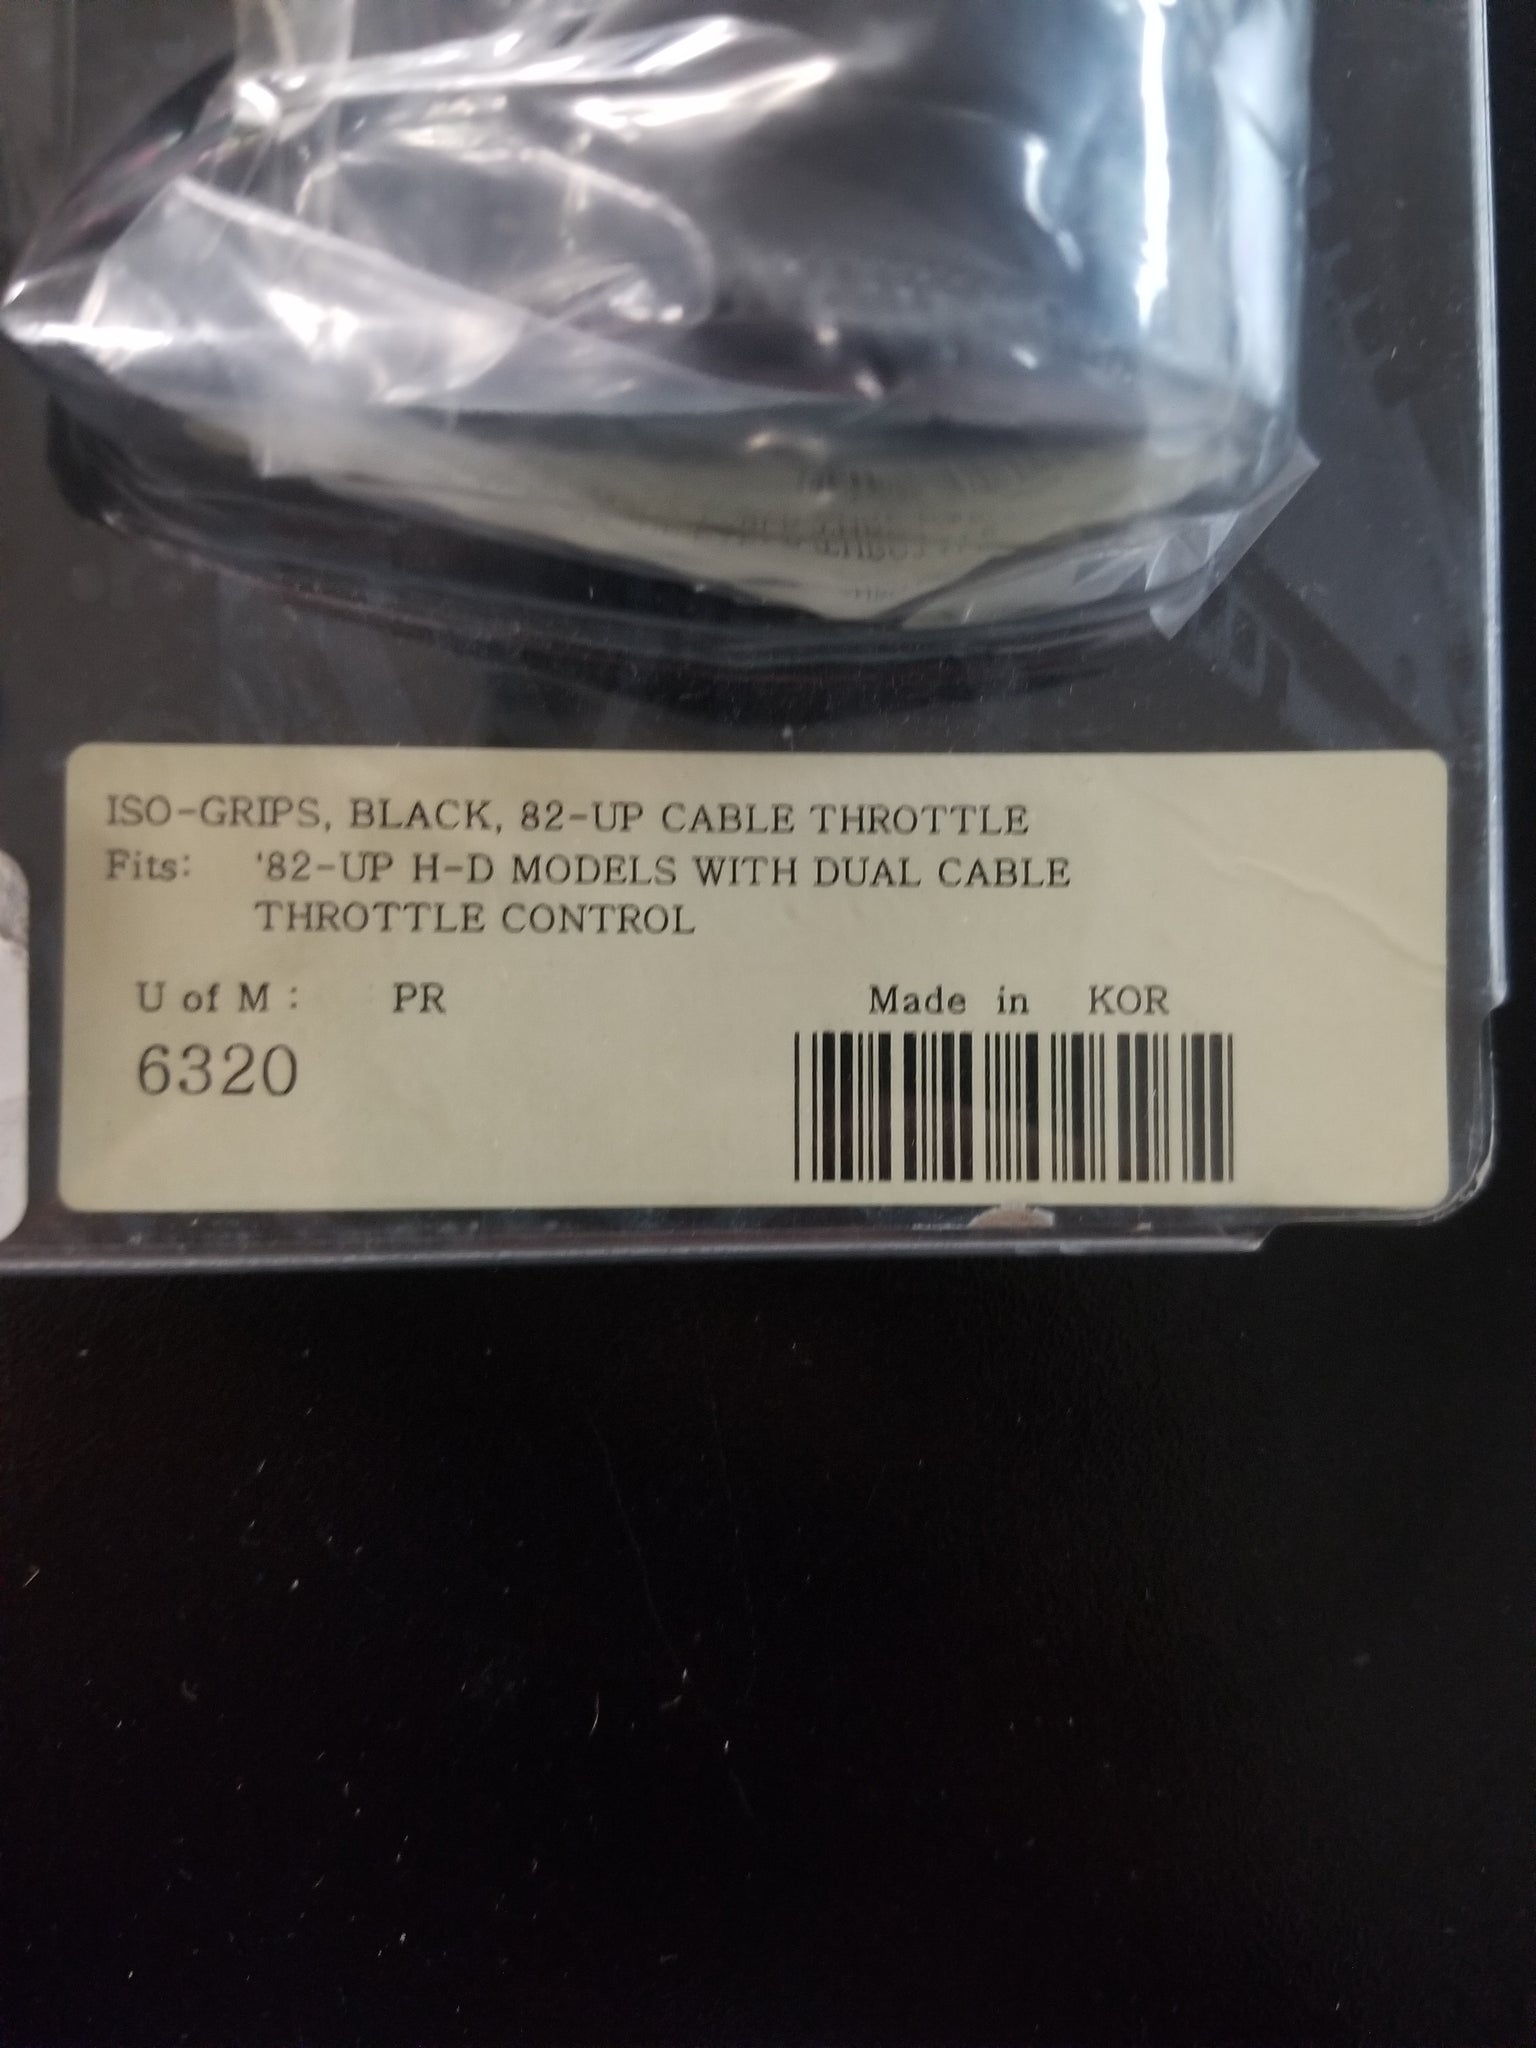 ISO-GRIPS, BLACK, 82-UP CABLE THROTTLE
Fits: '82-UP H-D MODELS WITH DUAL CABLE
THROTTLE CONTROL
U of M : PR
Made in KOR
6320